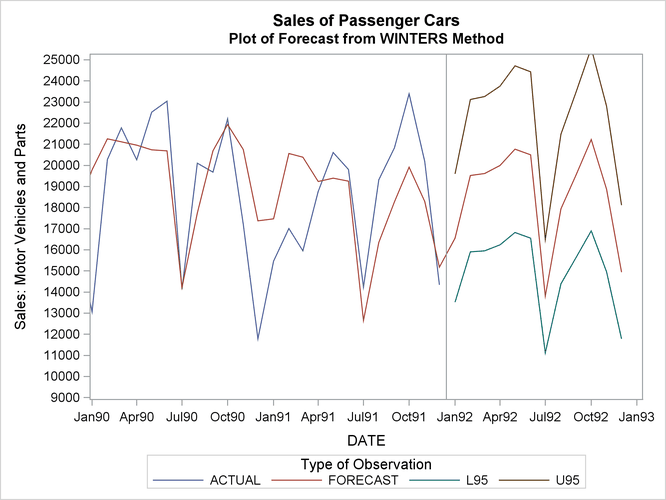 Sales of Passenger Cars
Plot of Forecast from WINTERS Method
25000
24000
23000
22000
21000
20000
19000
18000
17000
16000
15000
14000
13000
12000
11000
10000
9000
Sales: Motor Vehicles and Parts
Jan90 Apr90 Jul90 Oct90 Jan91 Apr91 Jul91 Oct91 Jan92 Apr92 Jul92 Oct92 Jan93
DATE
Type of Observation
ACTUAL FORECAST L95 U95